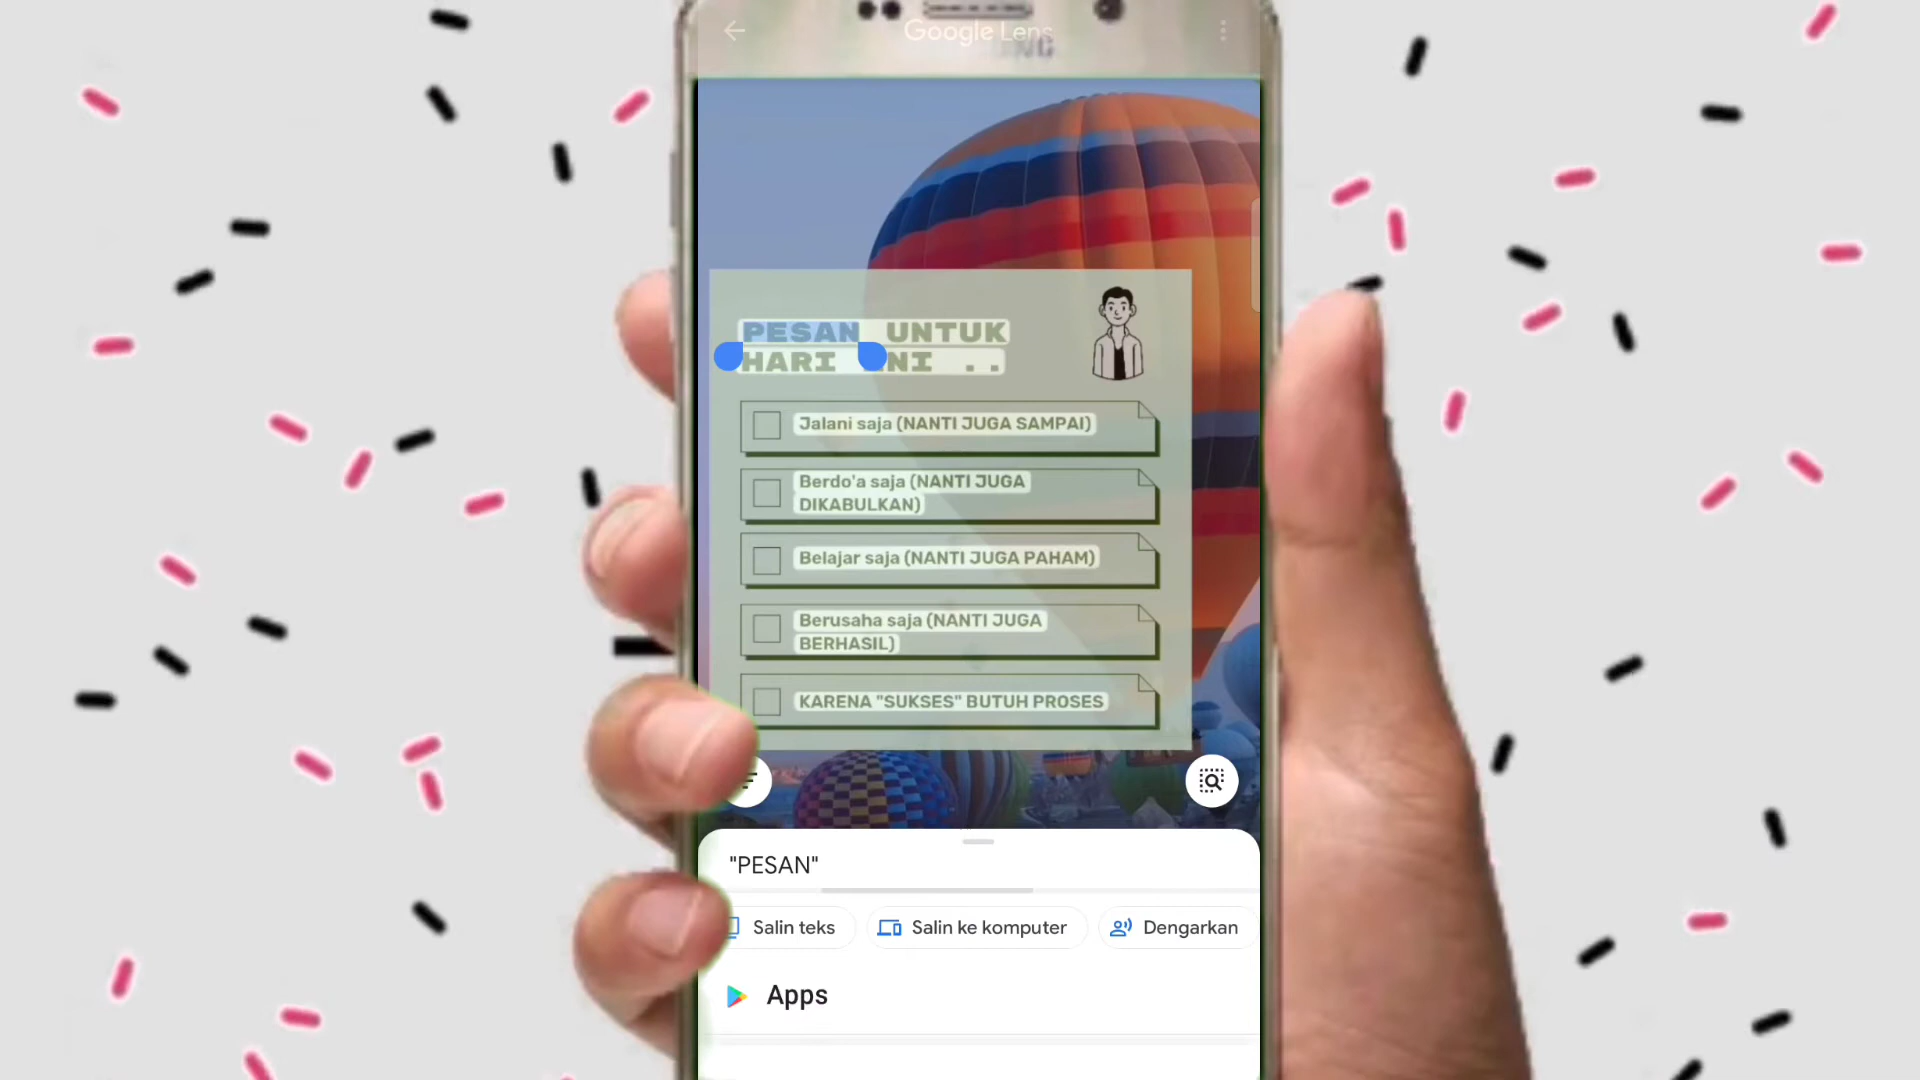 Google Lens
PESAN UNTUK
HARI INI ..
Jalani saja (NANTI JUGA SAMPAI)
Berdo'a saja (NANTI JUGA
DIKABULKAN)
Belajar saja (NANTI JUGA PAHAM)
Berusaha saja (NANTI JUGA
BERHASIL)
KARENA "SUKSES" BUTUH PROSES
"PESAN"
Salin teks
Salin ke komputer
Dengarkan
Apps